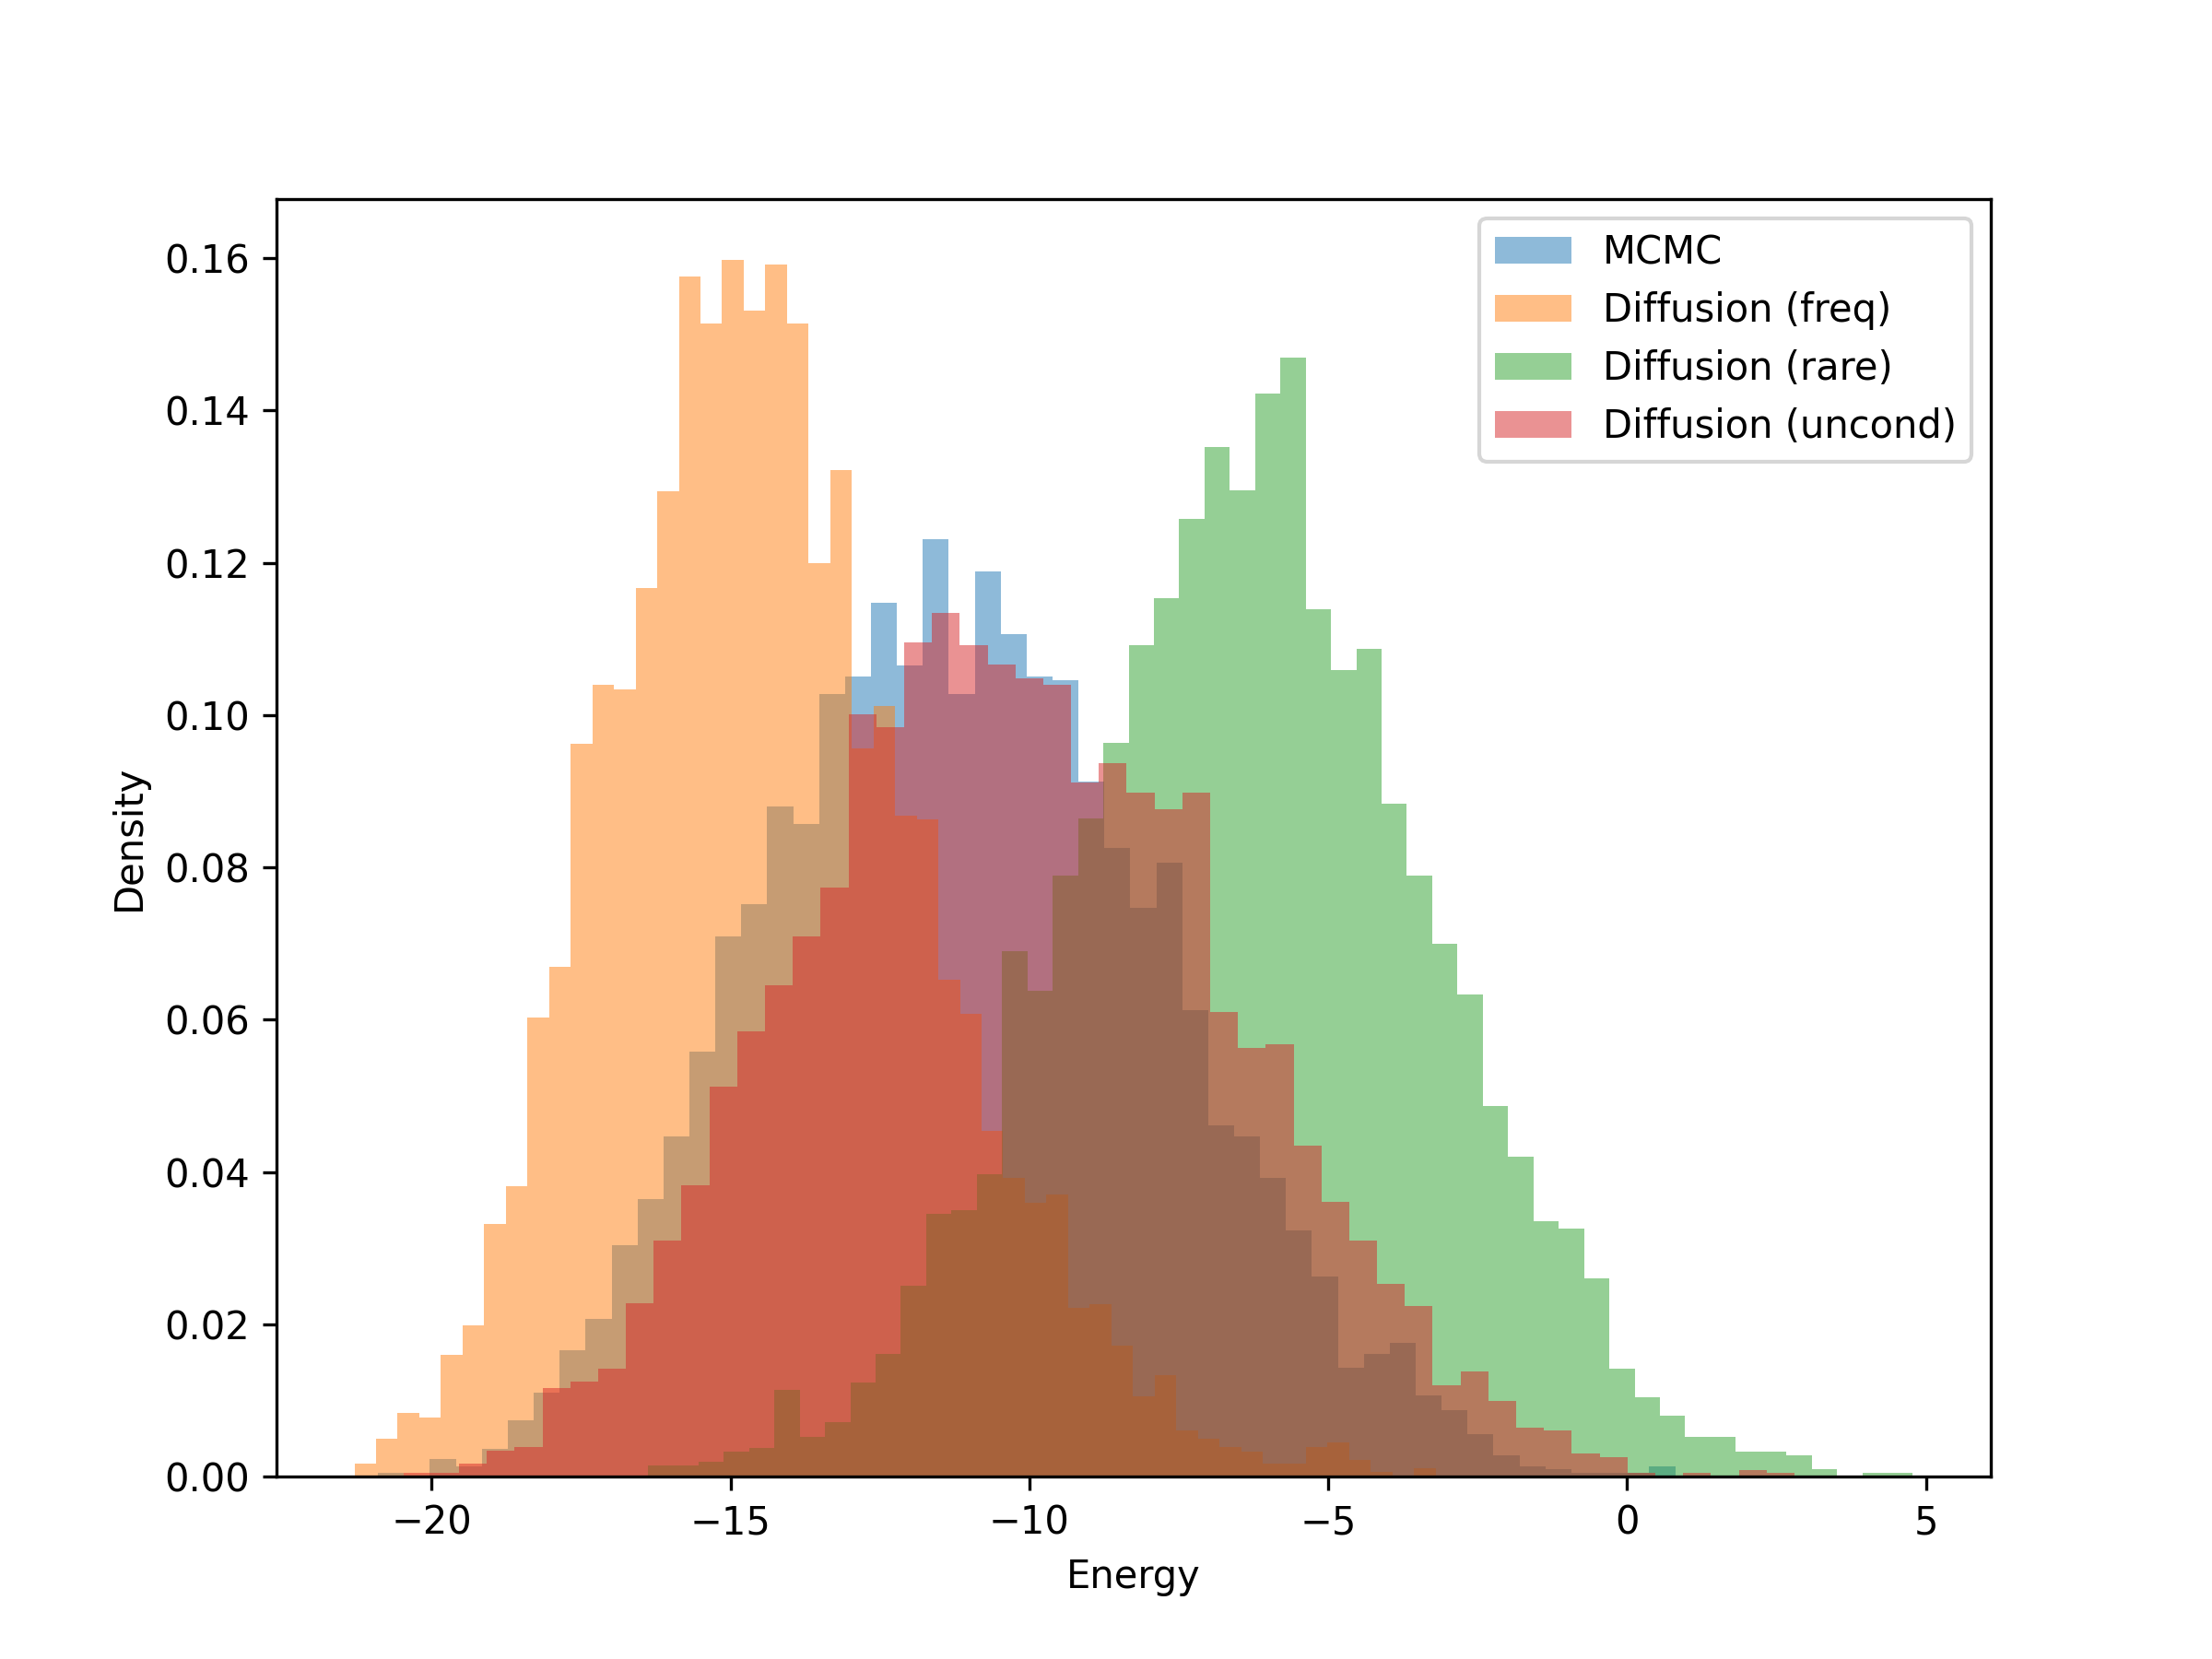 MCMC
Diffusion (freq)
Diffusion (rare)
Diffusion (uncond)
0.16
0.14
0.12
0.10
0.08
0.06
0.04
0.02
0.00
Density
−20 −15 −10 −5 0 5
Energy